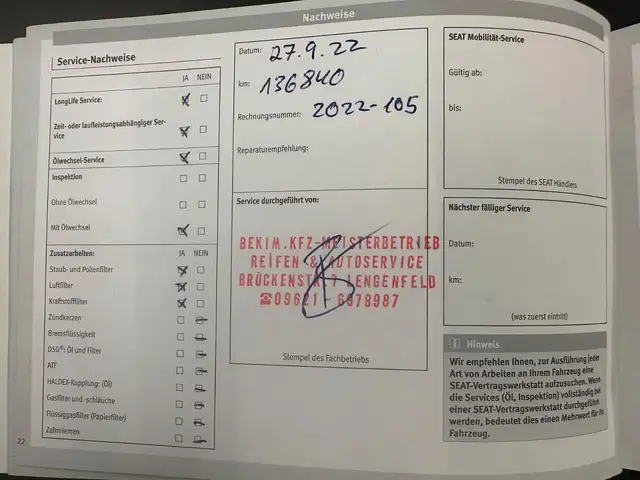 Nachweise
Service-Nachweise
JA NEIN
LongLife Service:
Zeit- oder laufleistungsabhängiger Ser-
vice
Ölwechsel-Service
Inspektion
Ohne Ölwechsel
Mit Ölwechsel
Zusatzarbeiten: JA NEIN
Staub- und Pollenfilter
Luftfilter
Kraftstofffilter
Zündkerzen
Bremsflüssigkeit
DSG®: Öl und Filter
ATF
HALDEX-Kupplung: (Öl)
Gasfilter und -schläuche
Flüssiggasfilter (Papierfilter)
Zahnriemen
22
Datum: 27.9.22
km: 136840
Rechnungsnummer: 2022-105
Reparaturempfehlung:
Service durchgeführt von:
BEKIM.KFZ-MEISTERBETRIEB
REIFEN & AUTOSERVICE
BRÜCKENSTR. 7 LENGENFELD
☎09621 - 6878987
Stempel des Fachbetriebs
SEAT Mobilität-Service
Gültig ab:
bis:
Stempel des SEAT Händlers
Nächster fälliger Service
Datum:
km:
(was zuerst eintritt)
Hinweis
Wir empfehlen Ihnen, zur Ausführung jeder
Art von Arbeiten an Ihrem Fahrzeug eine
SEAT-Vertragswerkstatt aufzusuchen. Wenn
die Services (Öl, Inspektion) vollständig bei
einer SEAT-Vertragswerkstatt durchgeführt
werden, bedeutet dies einen Mehrwert für Ihr
Fahrzeug.